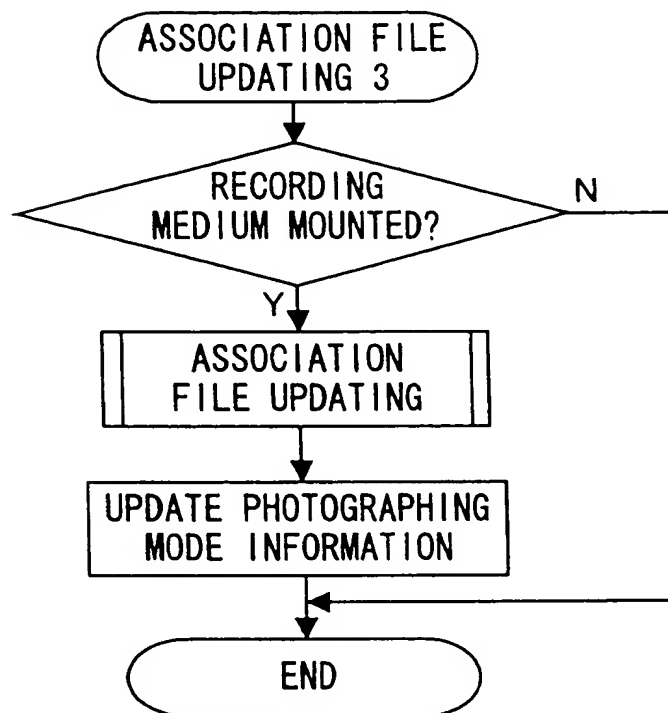 ASSOCIATION FILE
UPDATING 3
RECORDING
MEDIUM MOUNTED?
N
Y
ASSOCIATION
FILE UPDATING
UPDATE PHOTOGRAPHING
MODE INFORMATION
END